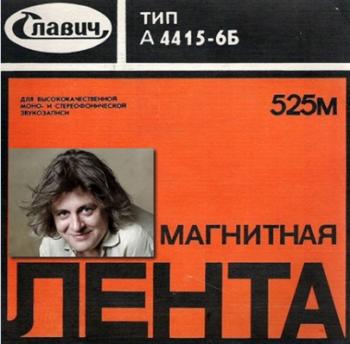 Славич
ТИП
А 4415-6Б
ДЛЯ ВЫСОКОКАЧЕСТВЕННОЙ
МОНО- И СТЕРЕОФОНИЧЕСКОЙ
ЗВУКОЗАПИСИ
525М
МАГНИТНАЯ
ЛЕНТА